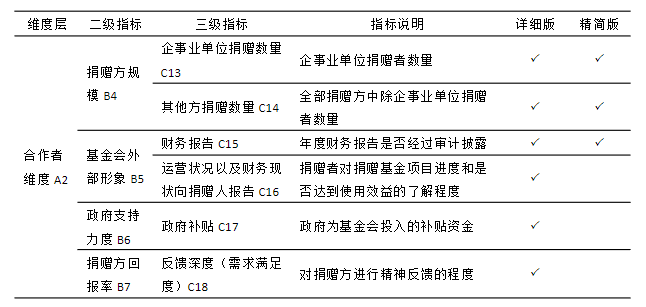 维度层 二级指标 三级指标 指标说明 详细版 精简版
企事业单位捐赠数量 企事业单位捐赠者数量 ✓ ✓
C13
捐赠方规
模 B4
其他方捐赠数量 C14 全部捐赠方中除企事业单位捐赠 ✓ ✓
者数量
合作者
维度 A2
基金会外
部形象 B5
财务报告 C15 年度财务报告是否经过审计披露 ✓ ✓
运营状况以及财务现 捐赠者对捐赠基金项目进度和是 ✓
状向捐赠人报告 C16 否达到使用效益的了解程度
政府支持
力度 B6
政府补贴 C17 政府为基金会投入的补贴资金 ✓
捐赠方回
报率 B7
反馈深度（需求满足 对捐赠方进行精神反馈的程度 ✓
度）C18